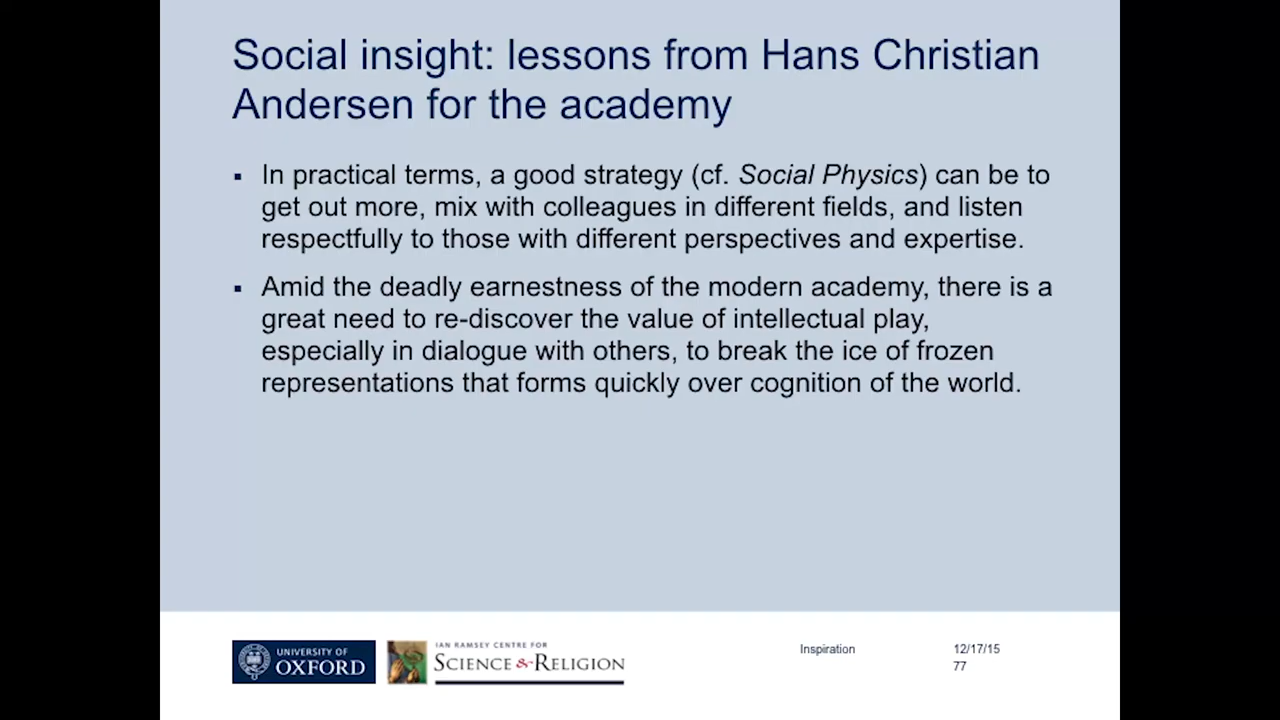 Social insight: lessons from Hans Christian
Andersen for the academy
▪ In practical terms, a good strategy (cf. Social Physics) can be to
get out more, mix with colleagues in different fields, and listen
respectfully to those with different perspectives and expertise.
▪ Amid the deadly earnestness of the modern academy, there is a
great need to re-discover the value of intellectual play,
especially in dialogue with others, to break the ice of frozen
representations that forms quickly over cognition of the world.
UNIVERSITY OF
OXFORD
IAN RAMSEY CENTRE FOR
SCIENCE & RELIGION
Inspiration
12/17/15
77